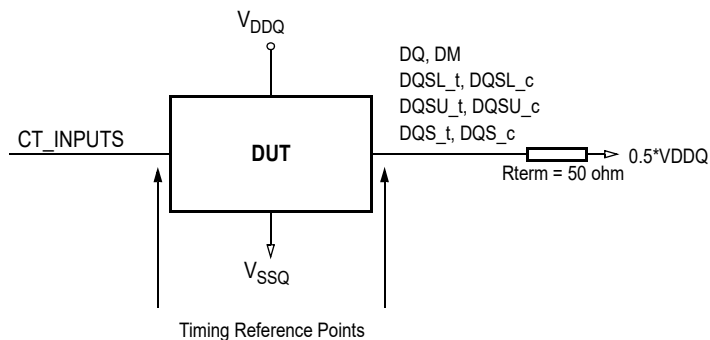 VDDQ
DQ, DM
DQSL_t, DQSL_c
DQSU_t, DQSU_c
DQS_t, DQS_c
CT_INPUTS
DUT
0.5*VDDQ
Rterm = 50 ohm
VSSQ
Timing Reference Points